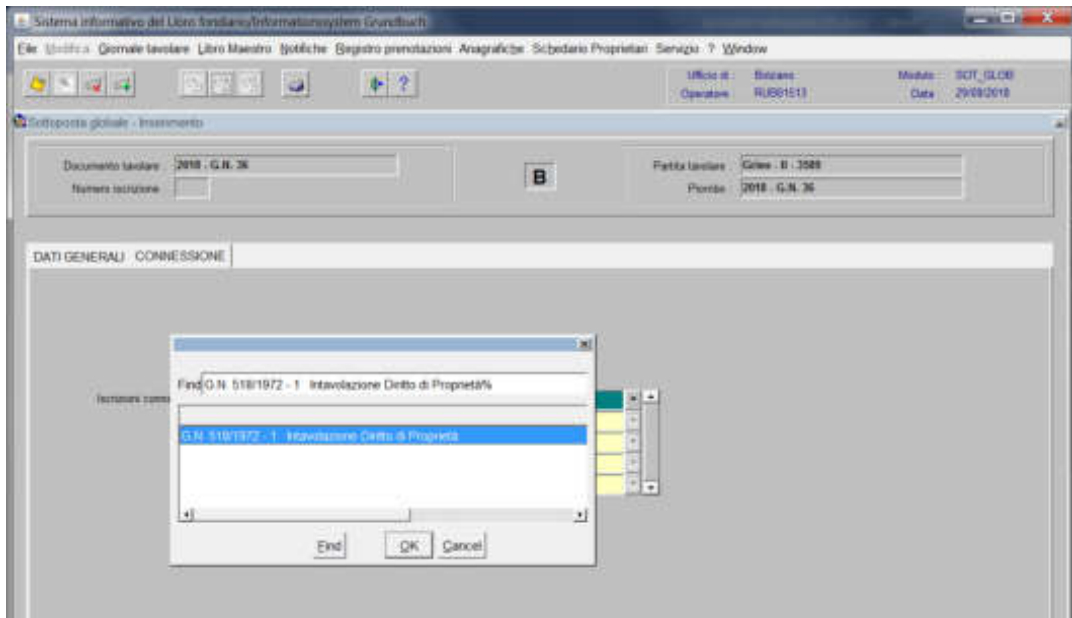 Sistema informativo del Libro fondiario/Informationssystem Grundbuch
File Modifica Giornale tavolare Libro Maestro Notifiche Registro prenotazioni Anagrafiche Schedario Proprietari Servizio ? Window
Ufficio di Bolzano Modulo SOT_GLOB
Operatore Data 29/08/2018
Sottoposta globale - Inserimento
Documento tavolare 2018 - G.N. 36
Numero iscrizione
B
Partita tavolare Gries - II - 3589
Piombo 2018 - G.N. 36
DATI GENERALI CONNESSIONE
Iscrizioni
Find G.N. 518/1972 - 1 Intavolazione Diritto di Proprietà%
G.N. 518/1972 - 1 Intavolazione Diritto di Proprietà
Find OK Cancel